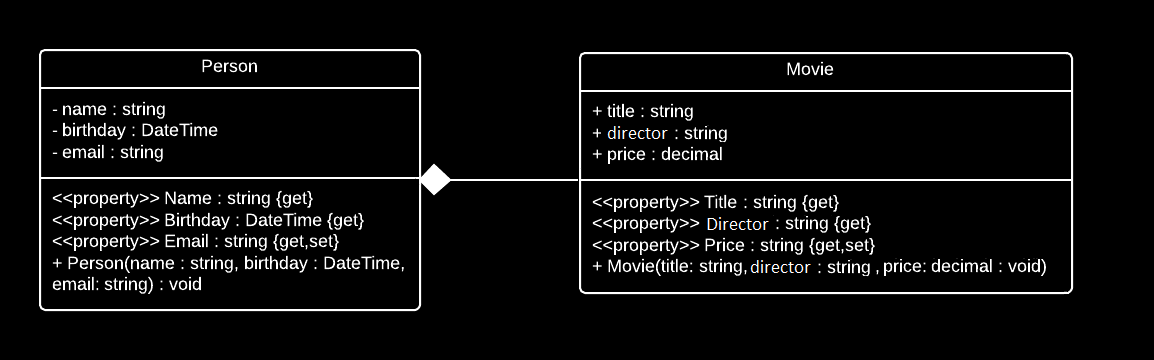 Person
- name : string
- birthday : DateTime
- email : string
<<property>> Name : string {get}
<<property>> Birthday : DateTime {get}
<<property>> Email : string {get,set}
+ Person(name : string, birthday : DateTime,
email: string) : void
Movie
+ title : string
+ director : string
+ price : decimal
<<property>> Title : string {get}
<<property>> Director : string {get}
<<property>> Price : string {get,set}
+ Movie(title: string, director : string , price: decimal : void)